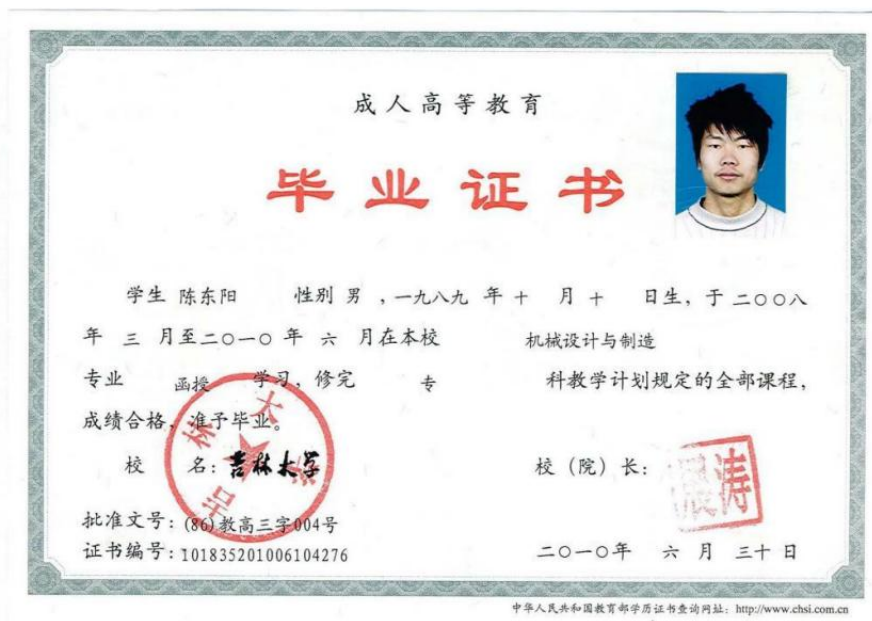 成人高等教育
毕业证书
学生 陈东阳 性别 男 ,一九八九 年 十 月 十 日生, 于 二〇〇八
年 三 月至二〇一〇 年 六 月在本校 机械设计与制造
专业 函授 学习, 修完 专 科教学计划规定的全部课程,
成绩合格, 准予毕业。
校 名: 吉林大学
吉林大学
校 (院) 长:
展涛
批准文号: (86)教高三字004号
证书编号: 101835201006104276
二〇一〇年 六 月 三十 日
中华人民共和国教育部学历证书查询网址: http://www.chsi.com.cn